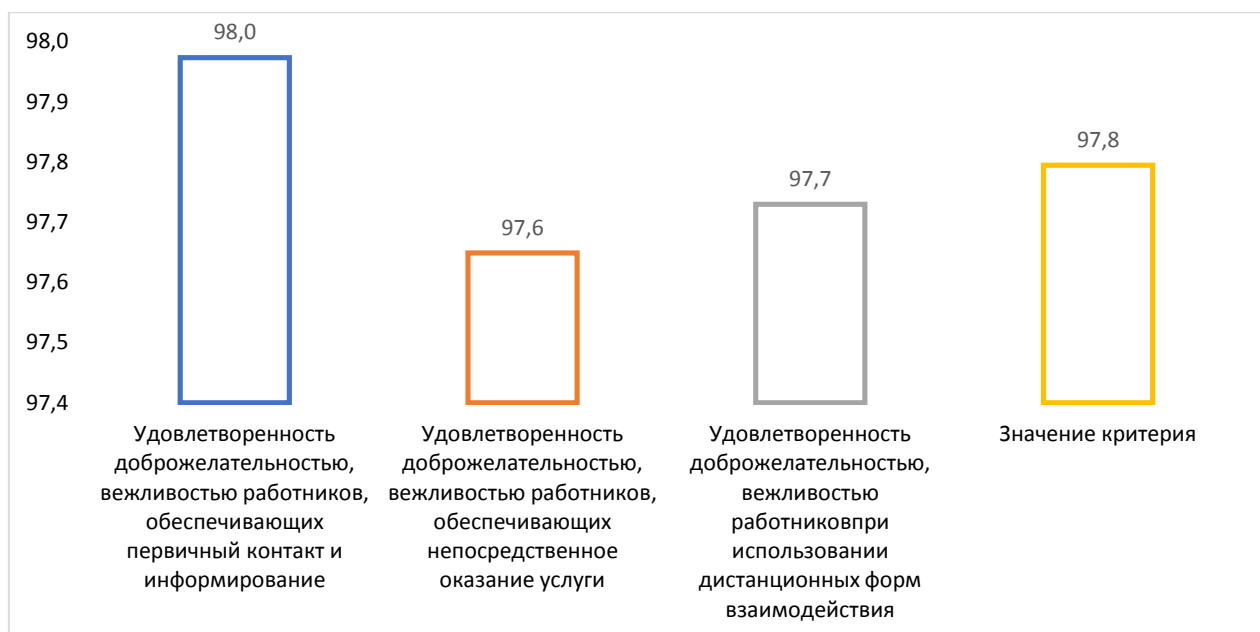 98,0
97,9
97,8
97,7
97,6
97,5
97,4
98,0
97,6
97,7
97,8
Удовлетворенность
доброжелательностью,
вежливостью работников,
обеспечивающих
первичный контакт и
информирование
Удовлетворенность
доброжелательностью,
вежливостью работников,
обеспечивающих
непосредственное
оказание услуги
Удовлетворенность
доброжелательностью,
вежливостью
работниковпри
использовании
дистанционных форм
взаимодействия
Значение критерия